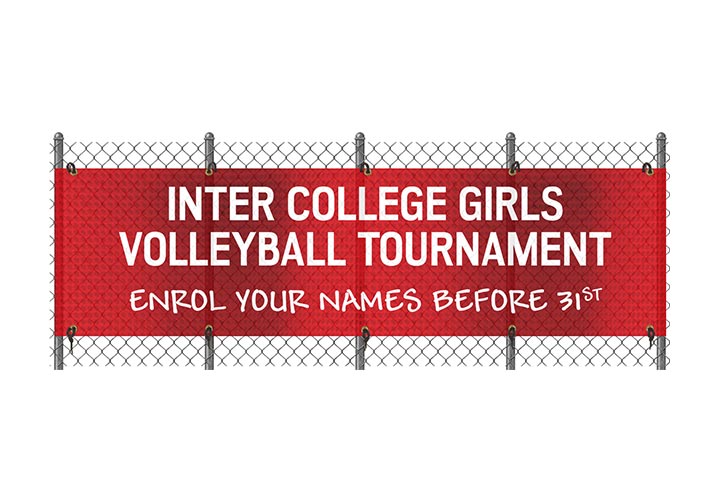 INTER COLLEGE GIRLS
VOLLEYBALL TOURNAMENT
ENROL YOUR NAMES BEFORE 31ST